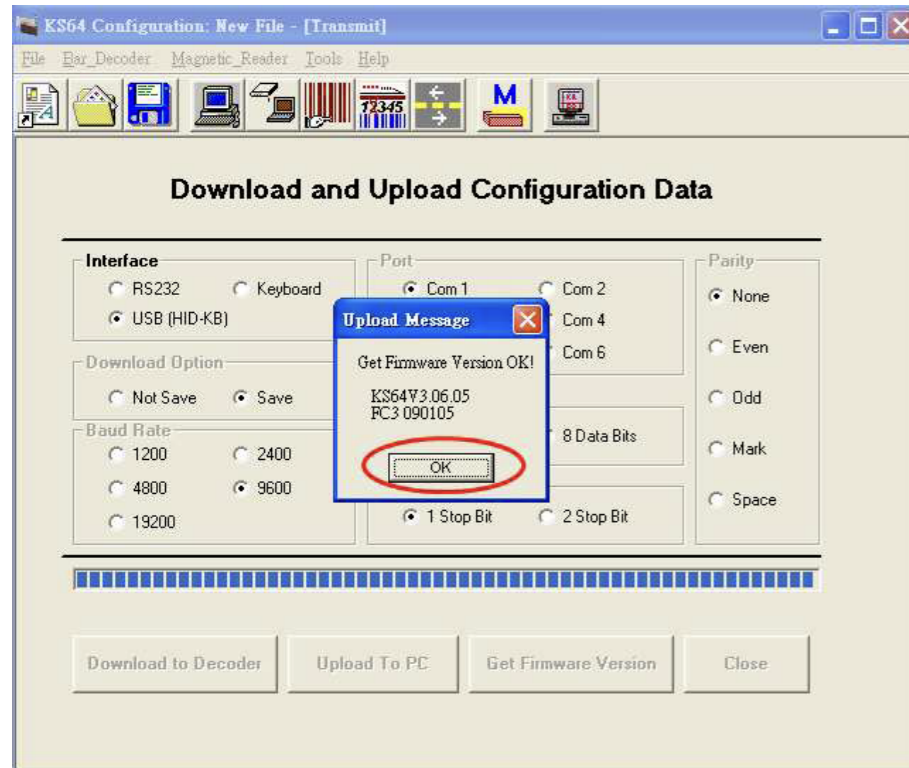 KS64 Configuration: New File - [Transmit]
File Bar_Decoder Magnetic_Reader Tools Help
12345
M
Download and Upload Configuration Data
Interface
RS232 Keyboard
USB (HID-KB)
Port
Com 1 Com 2
Com 4
Com 6
Parity
None
Even
Odd
Mark
Space
Download Option
Not Save Save
Baud Rate
1200 2400
4800 9600
19200
8 Data Bits
1 Stop Bit 2 Stop Bit
Upload Message
Get Firmware Version OK!
KS64V3.06.05
FC3 090105
OK
Download to Decoder Upload To PC Get Firmware Version Close